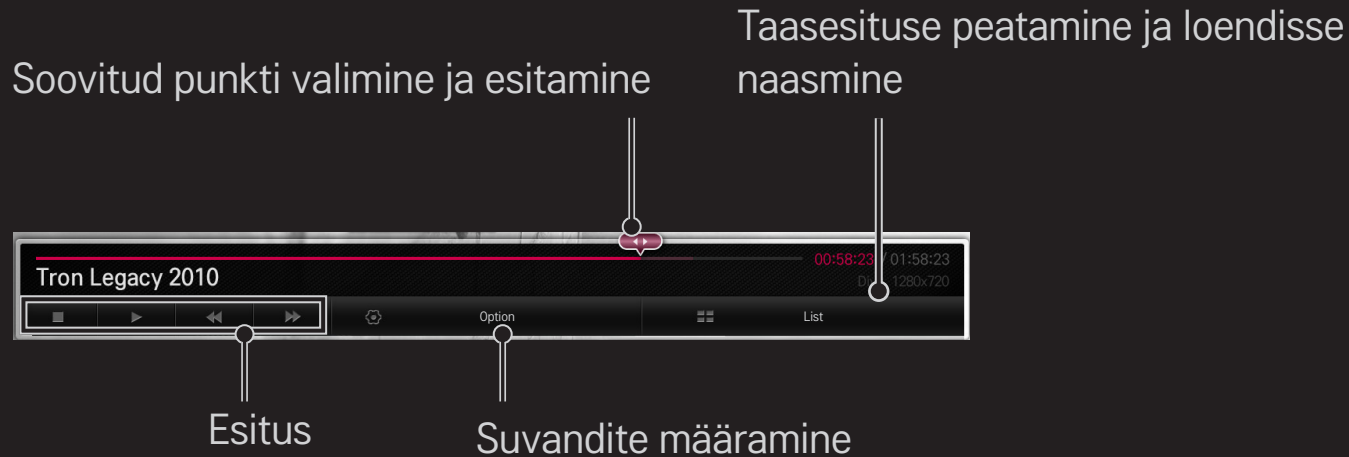 Taasesituse peatamine ja loendisse
naasmine
Soovitud punkti valimine ja esitamine
00:58:23 / 01:58:23
Tron Legacy 2010
1280x720
Option
List
Esitus
Suvandite määramine